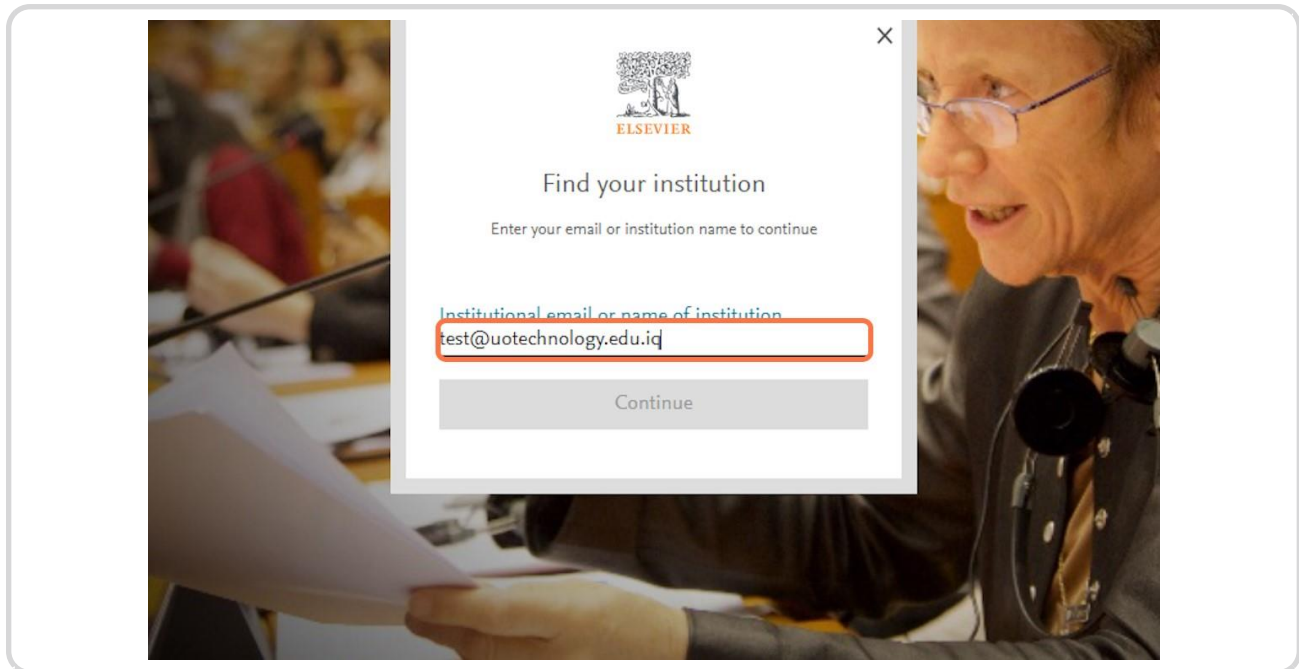 ELSEVIER
Find your institution
Enter your email or institution name to continue
Institutional email or name of institution
test@uotechnology.edu.iq
Continue